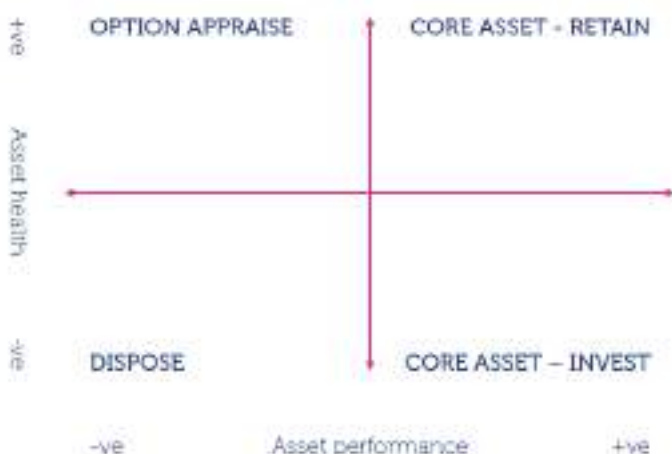 +ve
OPTION APPRAISE
CORE ASSET - RETAIN
Asset health
-ve
DISPOSE
CORE ASSET – INVEST
-ve
Asset performance
+ve